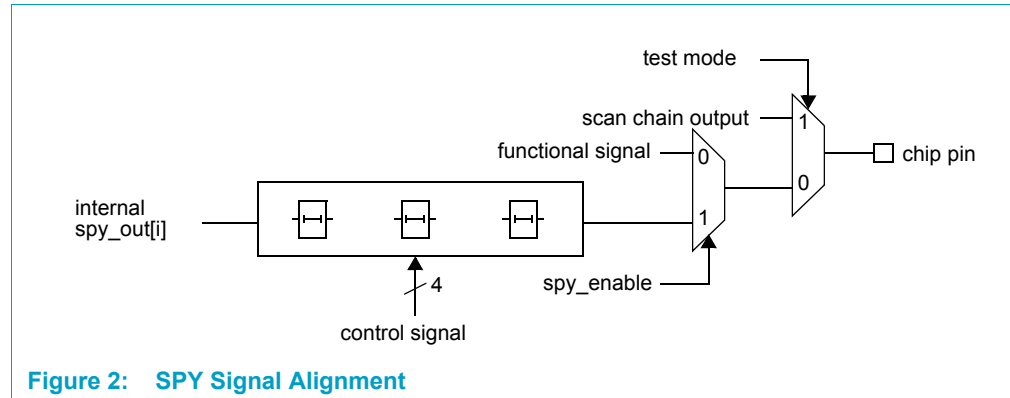 test mode
scan chain output
1
functional signal
0
chip pin
0
internal
spy_out[i]
1
4
spy_enable
control signal
Figure 2: SPY Signal Alignment